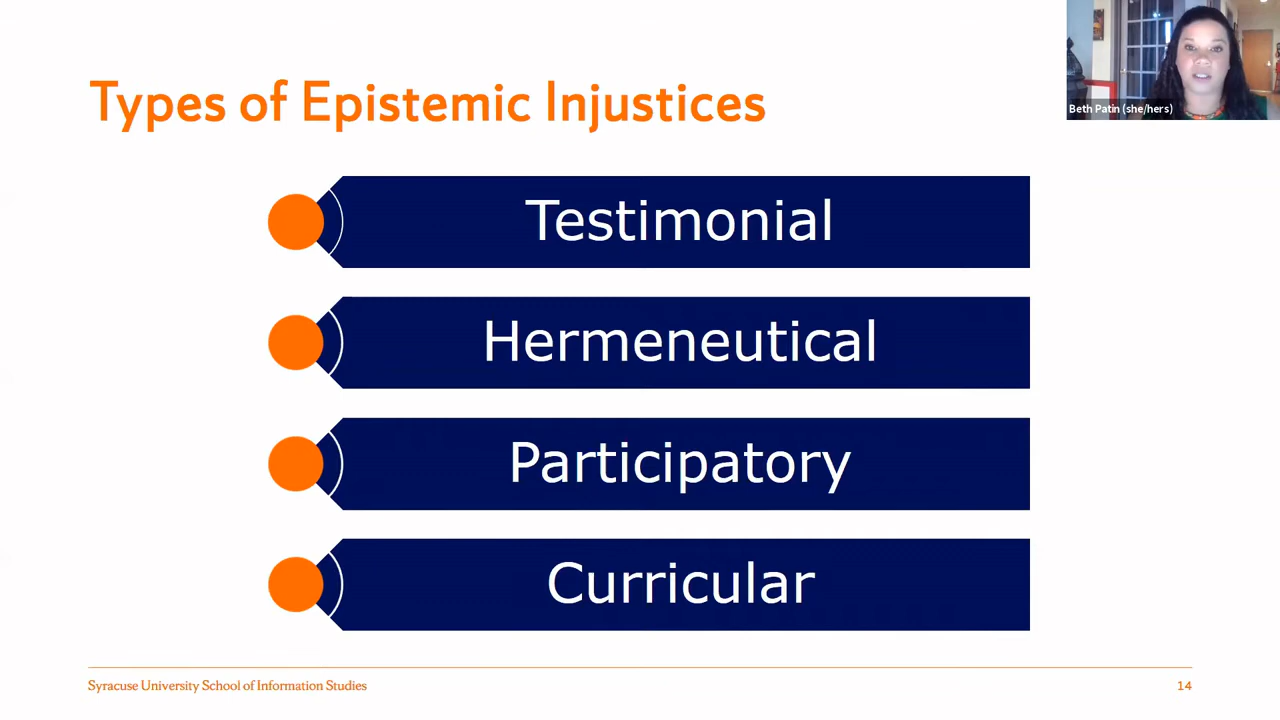 Types of Epistemic Injustices
Beth Patin (she/hers)
Testimonial
Hermeneutical
Participatory
Curricular
Syracuse University School of Information Studies
14